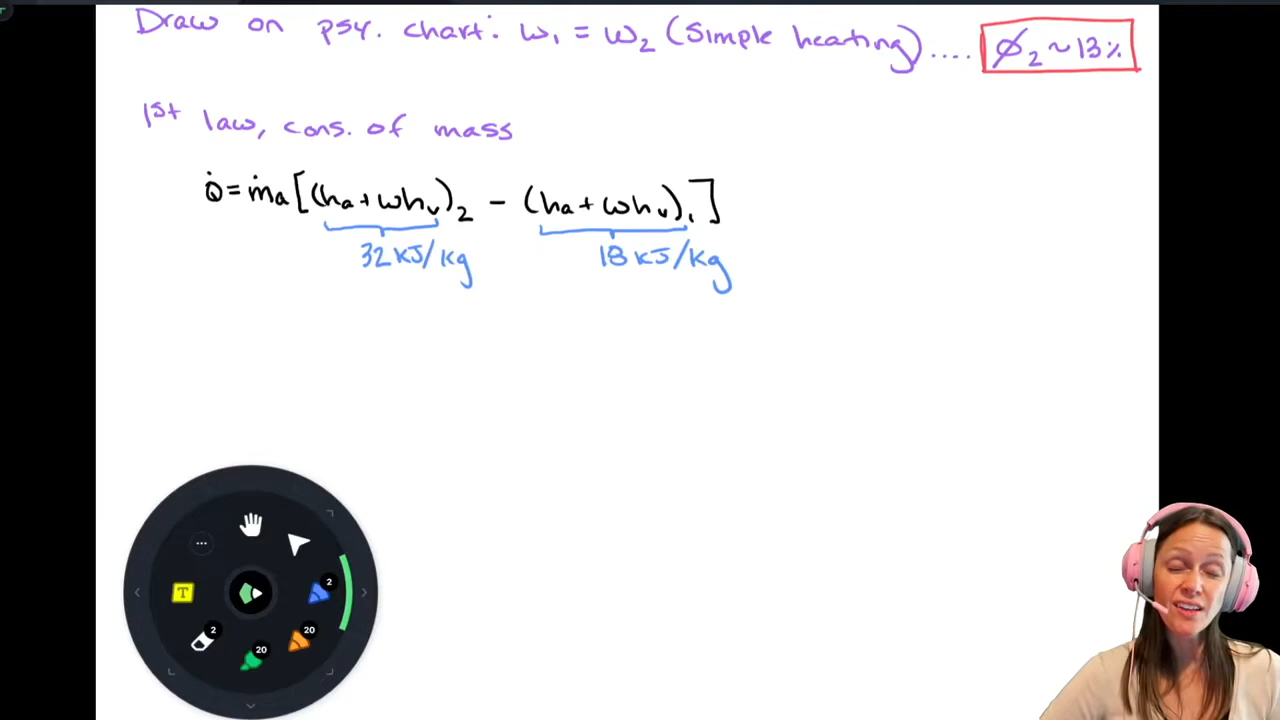 Draw on psy. chart: ω₁ = ω₂ (Simple heating).... ϕ₂ ~ 13%
1st law, cons. of mass
Q̇ = ṁa[(ha + ωhv)₂ - (ha + ωhv)₁]
32 kJ/kg 18 kJ/kg
T
2
2
20
20